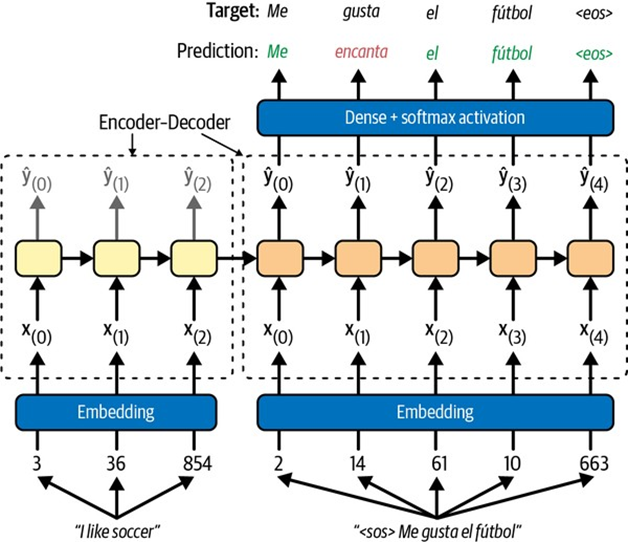 Target: Me gusta el fútbol <eos>
Prediction: Me encanta el fútbol <eos>
Dense + softmax activation
Encoder–Decoder
ŷ(0) ŷ(1) ŷ(2) ŷ(0) ŷ(1) ŷ(2) ŷ(3) ŷ(4)
x(0) x(1) x(2) x(0) x(1) x(2) x(3) x(4)
Embedding Embedding
3 36 854 2 14 61 10 663
“I like soccer” “<sos> Me gusta el fútbol”